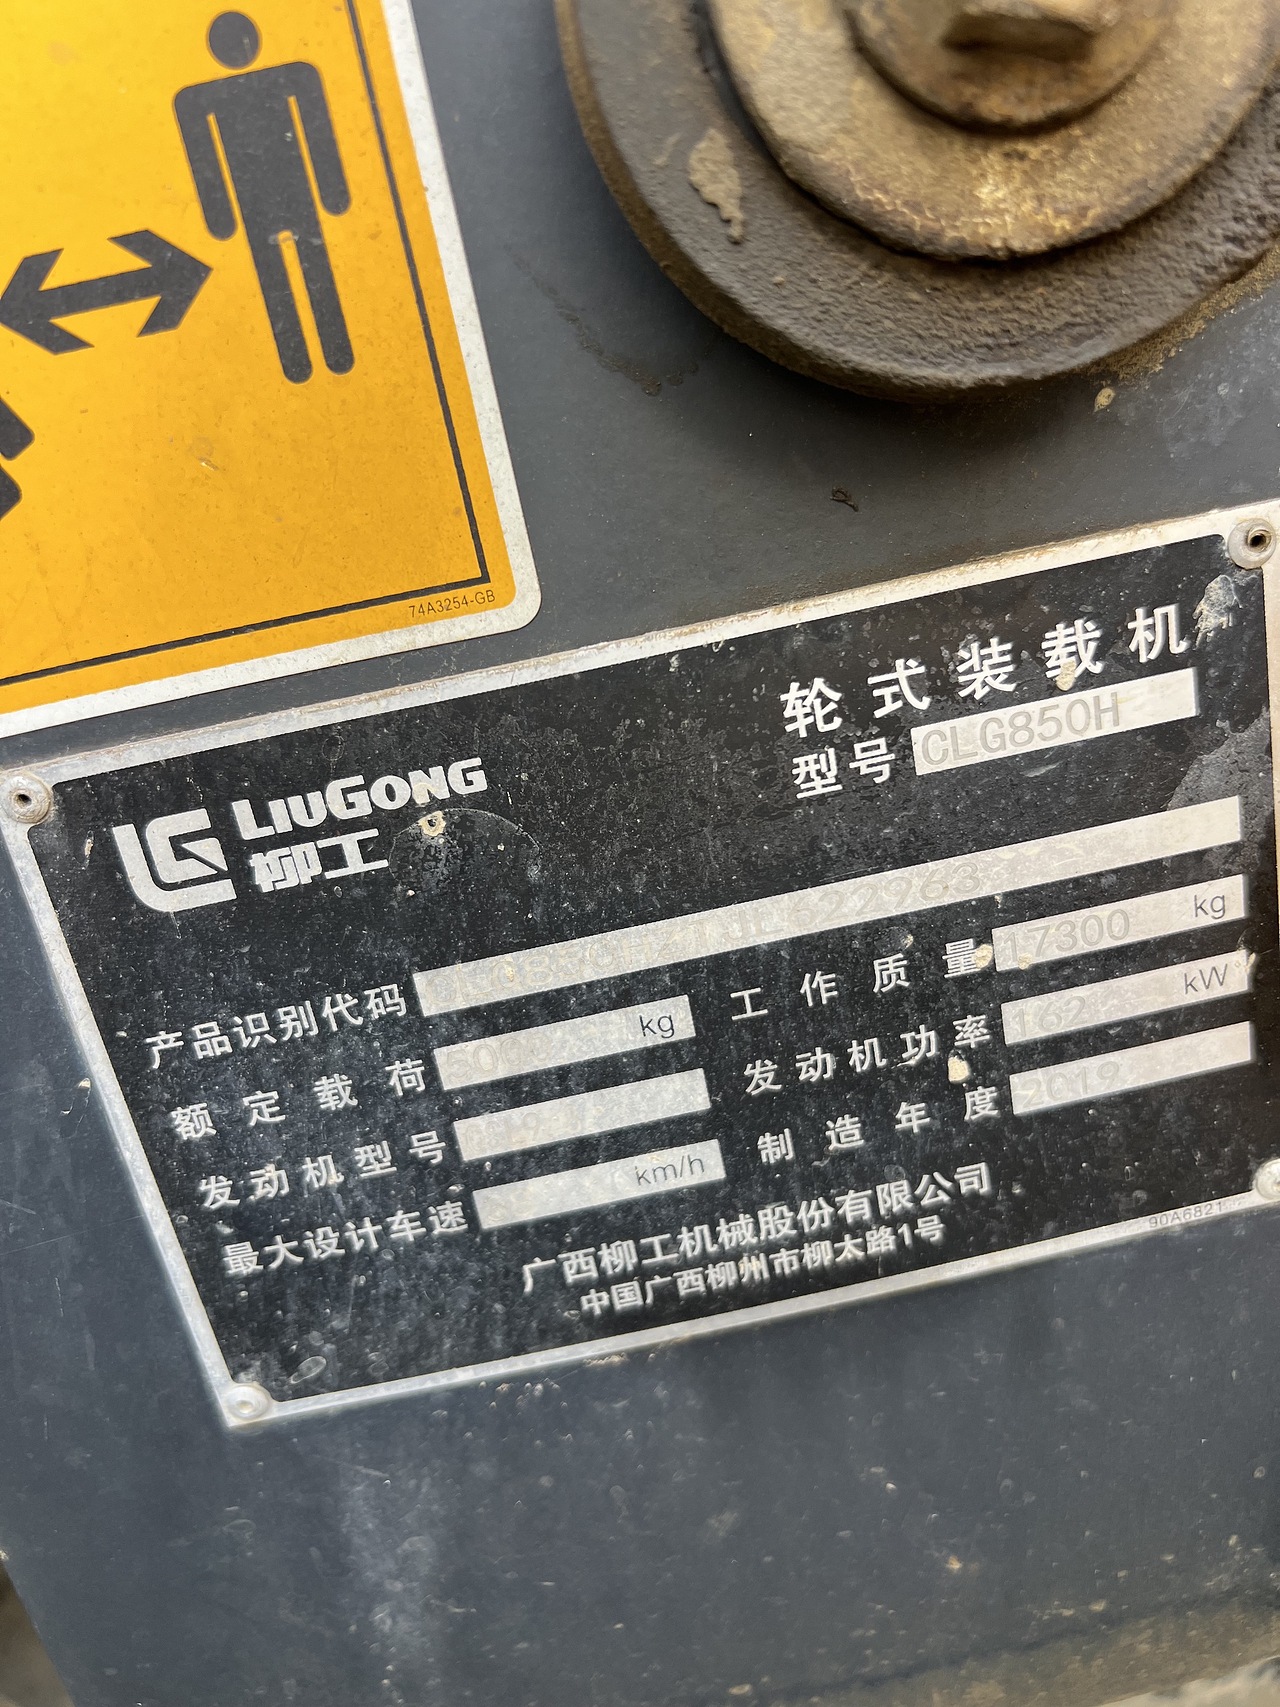 74A3254-GB
轮式装载机
型号 CLG850H
LIUGONG
柳工
产品识别代码
额定载荷 kg
工作质量 17300 kg
发动机型号
发动机功率 162 kW
最大设计车速 km/h
制造年度 2019
广西柳工机械股份有限公司
中国广西柳州市柳太路1号
90A6821